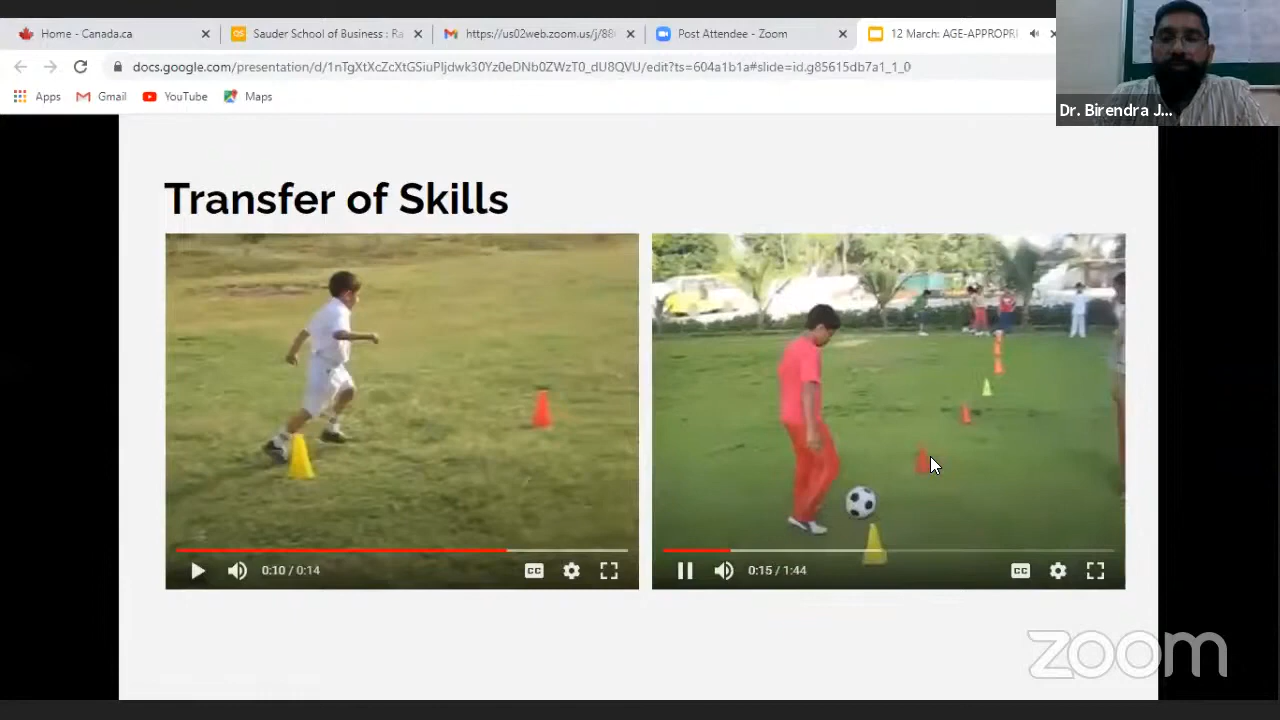 Home - Canada.ca
Sauder School of Business : Ra
https://us02web.zoom.us/j/88
Post Attendee - Zoom
12 March: AGE-APPROPRI
docs.google.com/presentation/d/1nTgXtXcZcXtGSiuPljdwk30Yz0eDNb0ZWzT0_dU8QVU/edit?ts=604a1b1a#slide=id.g85615db7a1_1_0
Apps
Gmail
YouTube
Maps
Dr. Birendra J...
Transfer of Skills
0:10 / 0:14
CC
0:15 / 1:44
CC
zoom